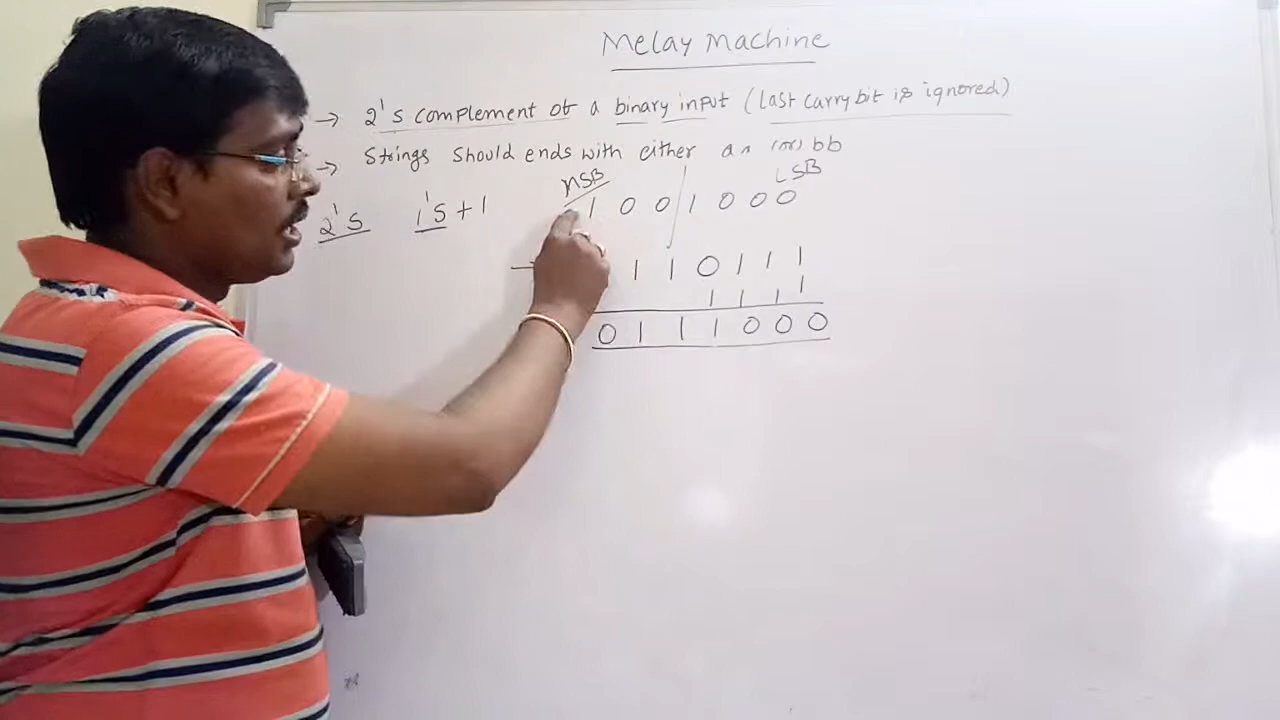 Melay Machine
→ 2's complement of a binary input (Last carry bit is ignored)
→ Strings should ends with either aa (or) bb
MSB LSB
2's 1's + 1 1 0 0 1 0 0 0
1 1 0 1 1 1
1 1 1 1
0 1 1 1 0 0 0